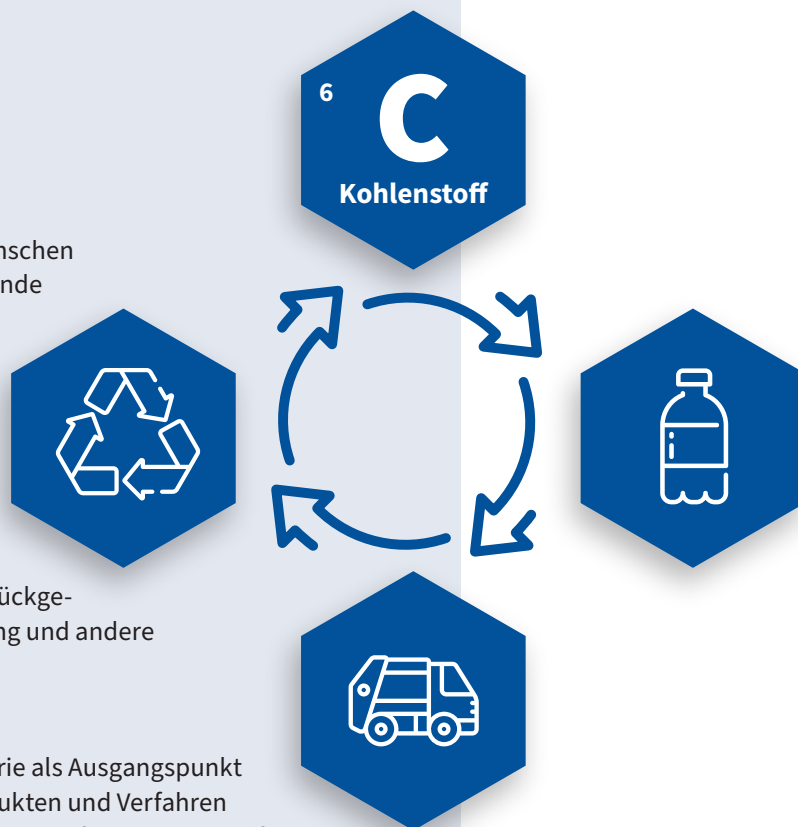 6
C
Kohlenstoff
nschen
nde
ückge-
ng und andere
rie als Ausgangspunkt
ukten und Verfahren